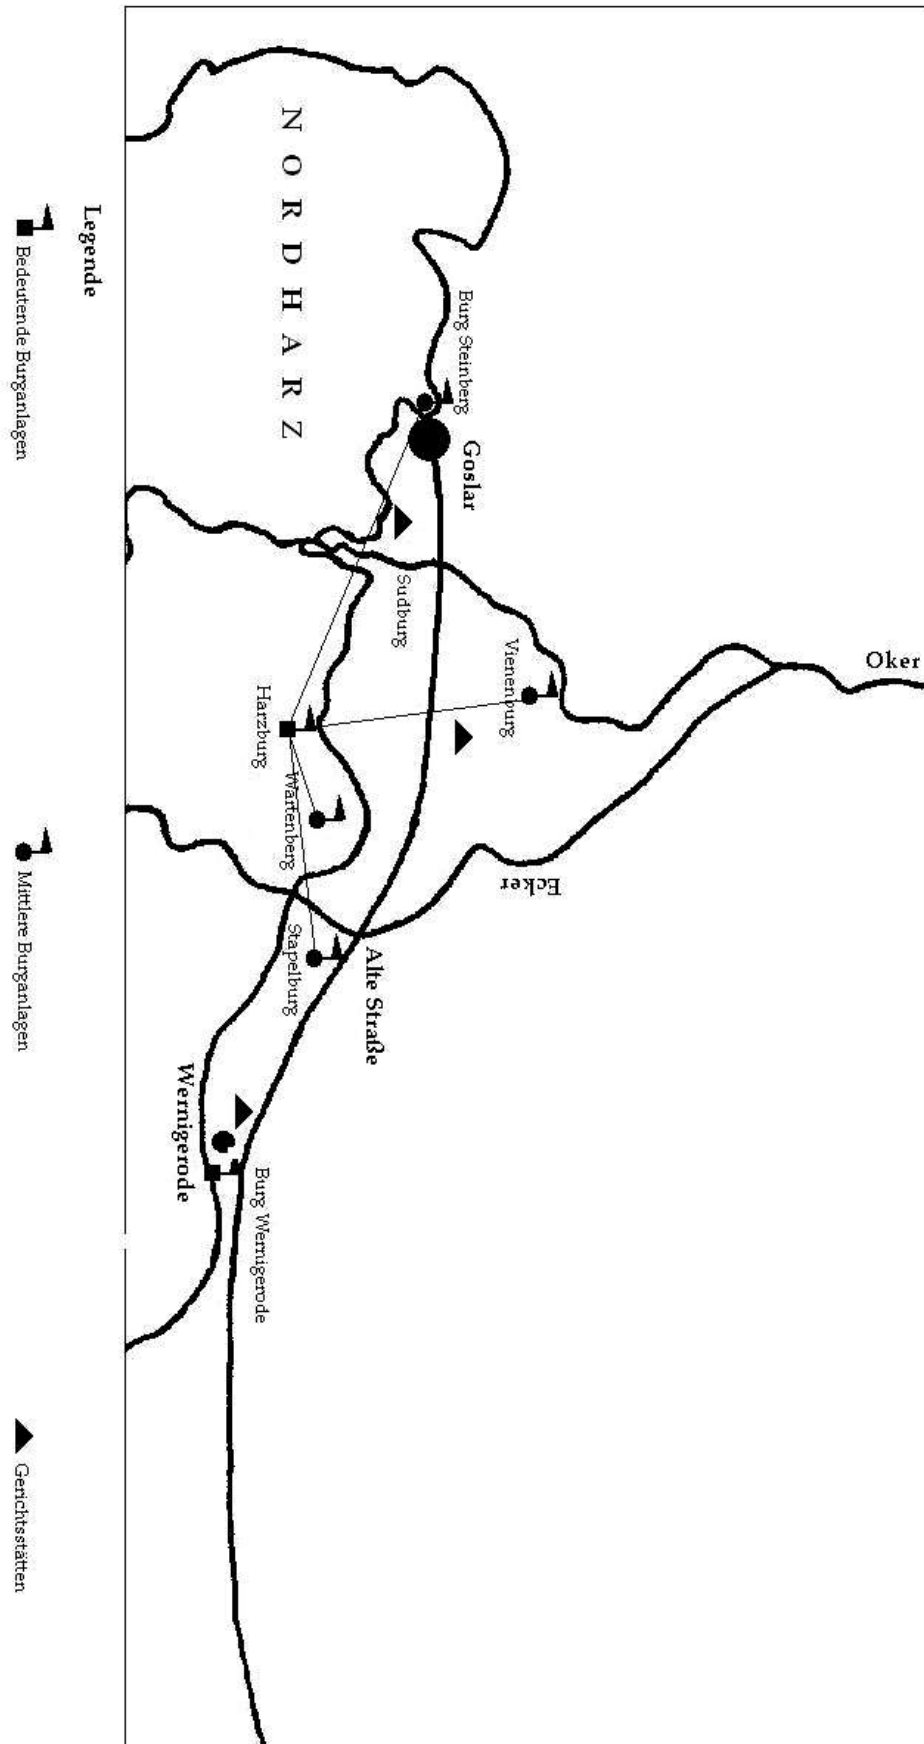 Oker
Vienenburg
Ecker
Burg Steinberg
Goslar
Sudburg
Alte Straße
NORDHARZ
Harzburg
Wartenberg
Stapelburg
Burg Wernigerode
Wernigerode
Legende
Bedeutende Burganlagen
Mittlere Burganlagen
Gerichtsstätten